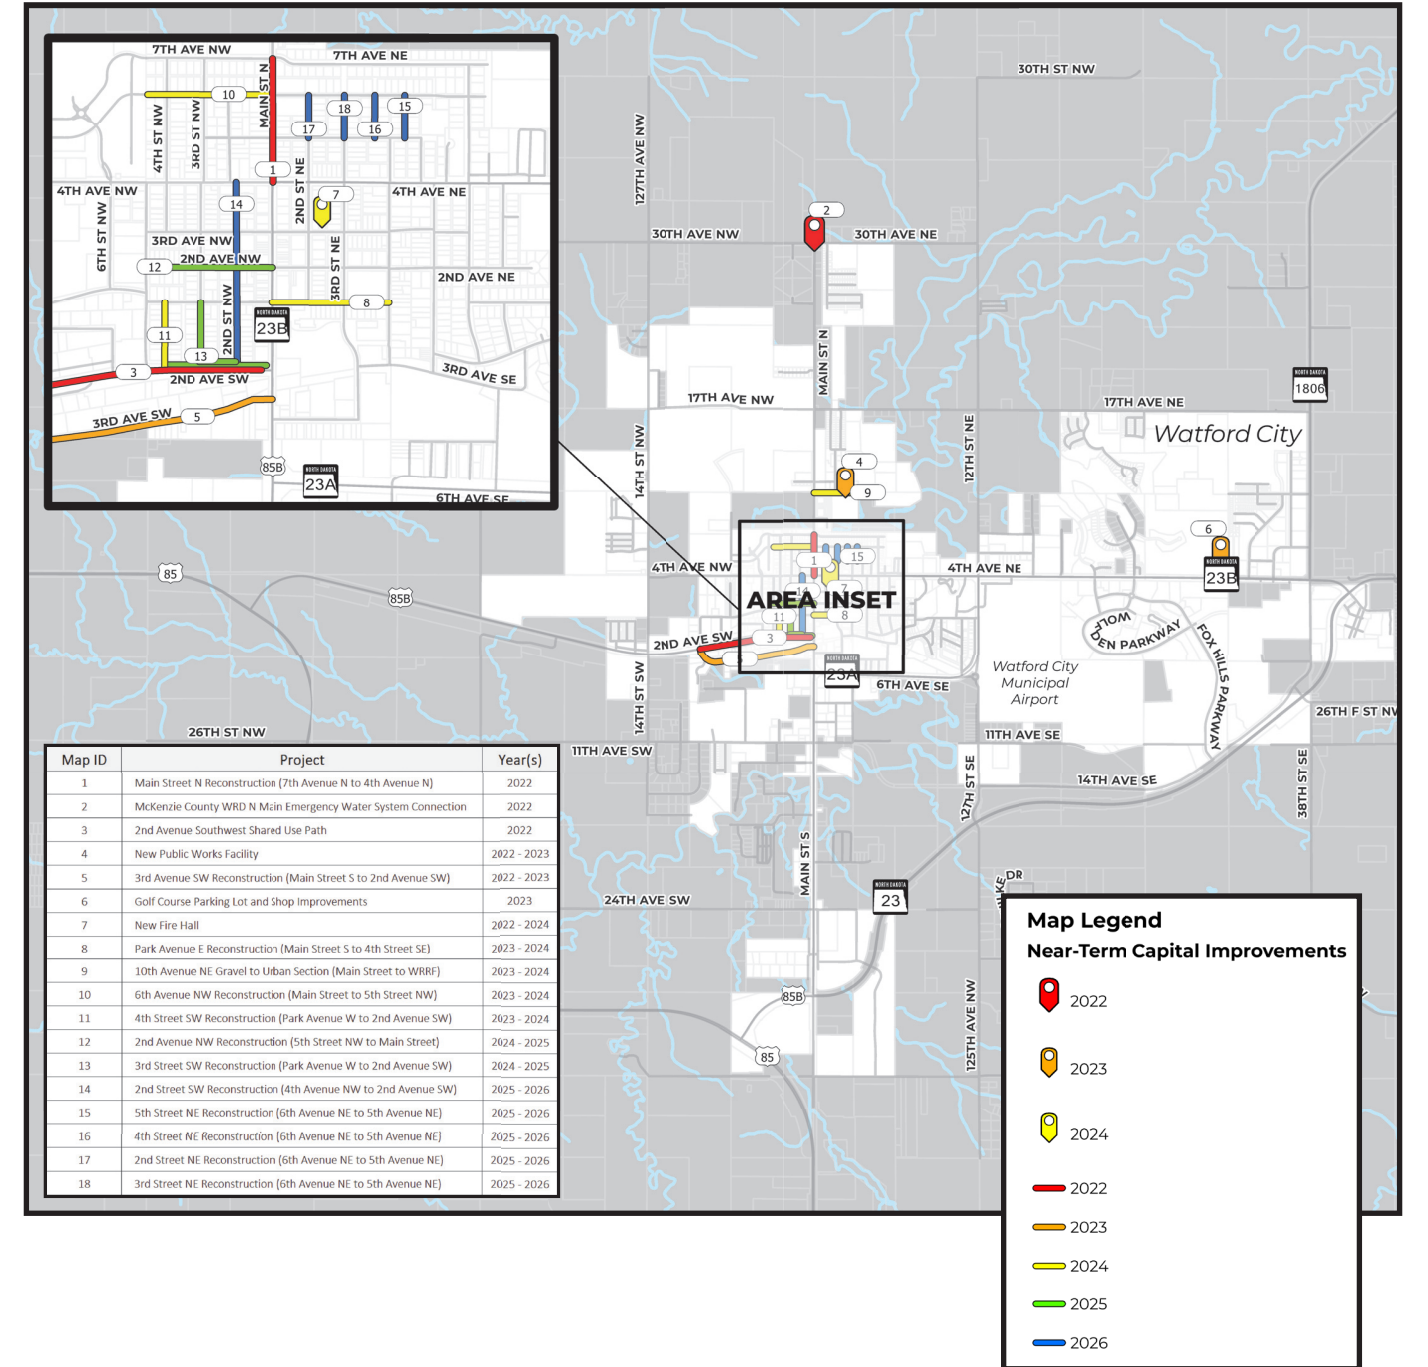 7TH AVE NW
7TH AVE NE
MAIN ST N
10
4TH ST NW
3RD ST NW
17
18
16
15
1
2ND ST NE
4TH AVE NW
4TH AVE NE
7
14
6TH ST NW
3RD AVE NW
2ND AVE NW
12
3RD ST NE
2ND AVE NE
8
2ND ST NW
NORTH DAKOTA
23B
11
13
3
2ND AVE SW
3RD AVE SE
3RD AVE SW
5
85B
NORTH DAKOTA
23A
6TH AVE SE
30TH ST NW
127TH AVE NW
2
30TH AVE NW
30TH AVE NE
MAIN ST N
NORTH DAKOTA
1806
17TH AVE NW
17TH AVE NE
Watford City
14TH ST NW
12TH ST NE
4
9
6
NORTH DAKOTA
23B
85
85B
4TH AVE NW
4TH AVE NE
1
15
7
14
AREA INSET
11
8
3
2ND AVE SW
NORTH DAKOTA
23A
6TH AVE SE
WOLF
DEN PARKWAY
FOX HILLS PARKWAY
Watford City
Municipal
Airport
14TH ST SW
26TH ST NW
26TH F ST NW
11TH AVE SW
11TH AVE SE
127TH ST SE
14TH AVE SE
38TH ST SE
MAIN ST S
24TH AVE SW
NORTH DAKOTA
23
DR
85B
85
125TH AVE NW
Map ID Project Year(s)
1 Main Street N Reconstruction (7th Avenue N to 4th Avenue N) 2022
2 McKenzie County WRD N Main Emergency Water System Connection 2022
3 2nd Avenue Southwest Shared Use Path 2022
4 New Public Works Facility 2022 - 2023
5 3rd Avenue SW Reconstruction (Main Street S to 2nd Avenue SW) 2022 - 2023
6 Golf Course Parking Lot and Shop Improvements 2023
7 New Fire Hall 2022 - 2024
8 Park Avenue E Reconstruction (Main Street S to 4th Street SE) 2023 - 2024
9 10th Avenue NE Gravel to Urban Section (Main Street to WRRF) 2023 - 2024
10 6th Avenue NW Reconstruction (Main Street to 5th Street NW) 2023 - 2024
11 4th Street SW Reconstruction (Park Avenue W to 2nd Avenue SW) 2023 - 2024
12 2nd Avenue NW Reconstruction (5th Street NW to Main Street) 2024 - 2025
13 3rd Street SW Reconstruction (Park Avenue W to 2nd Avenue SW) 2024 - 2025
14 2nd Street SW Reconstruction (4th Avenue NW to 2nd Avenue SW) 2025 - 2026
15 5th Street NE Reconstruction (6th Avenue NE to 5th Avenue NE) 2025 - 2026
16 4th Street NE Reconstruction (6th Avenue NE to 5th Avenue NE) 2025 - 2026
17 2nd Street NE Reconstruction (6th Avenue NE to 5th Avenue NE) 2025 - 2026
18 3rd Street NE Reconstruction (6th Avenue NE to 5th Avenue NE) 2025 - 2026
Map Legend
Near-Term Capital Improvements
2022
2023
2024
2022
2023
2024
2025
2026